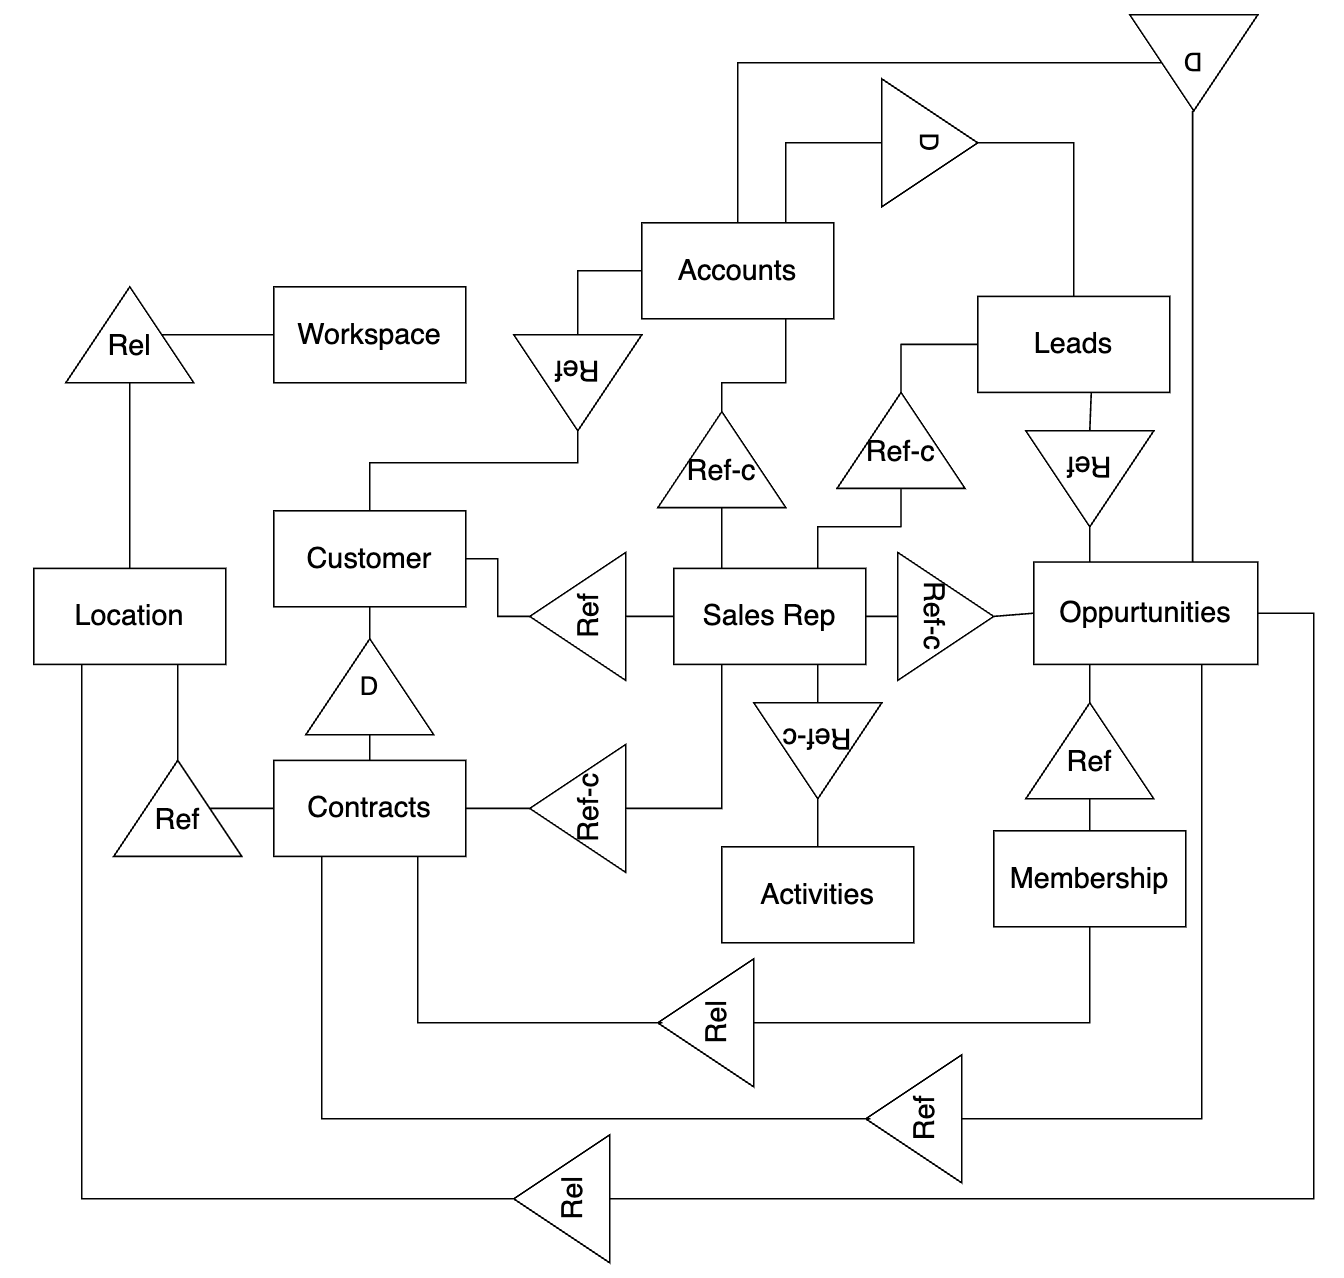 D
D
Accounts
Rel
Workspace
Leads
Ref
Ref-c
Ref-c
Ref
Customer
Location
Ref
Sales Rep
Ref-c
Oppurtunities
D
Ref-c
Ref
Ref
Contracts
Ref-c
Activities
Membership
Rel
Ref
Rel